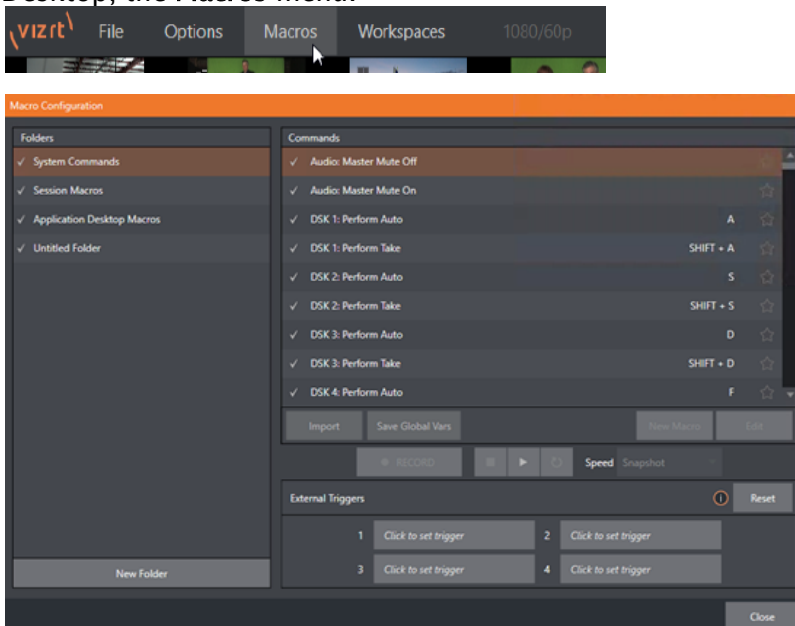 Desktop, the Macros menu.
vizrt File Options Macros Workspaces 1080/60p
Macro Configuration
Folders
✓ System Commands
✓ Session Macros
✓ Application Desktop Macros
✓ Untitled Folder
New Folder
Commands
✓ Audio: Master Mute Off
✓ Audio: Master Mute On
✓ DSK 1: Perform Auto A
✓ DSK 1: Perform Take SHIFT + A
✓ DSK 2: Perform Auto S
✓ DSK 2: Perform Take SHIFT + S
✓ DSK 3: Perform Auto D
✓ DSK 3: Perform Take SHIFT + D
✓ DSK 4: Perform Auto F
Import Save Global Vars New Macro Edit
RECORD Speed Snapshot
External Triggers Reset
1 Click to set trigger 2 Click to set trigger
3 Click to set trigger 4 Click to set trigger
Close